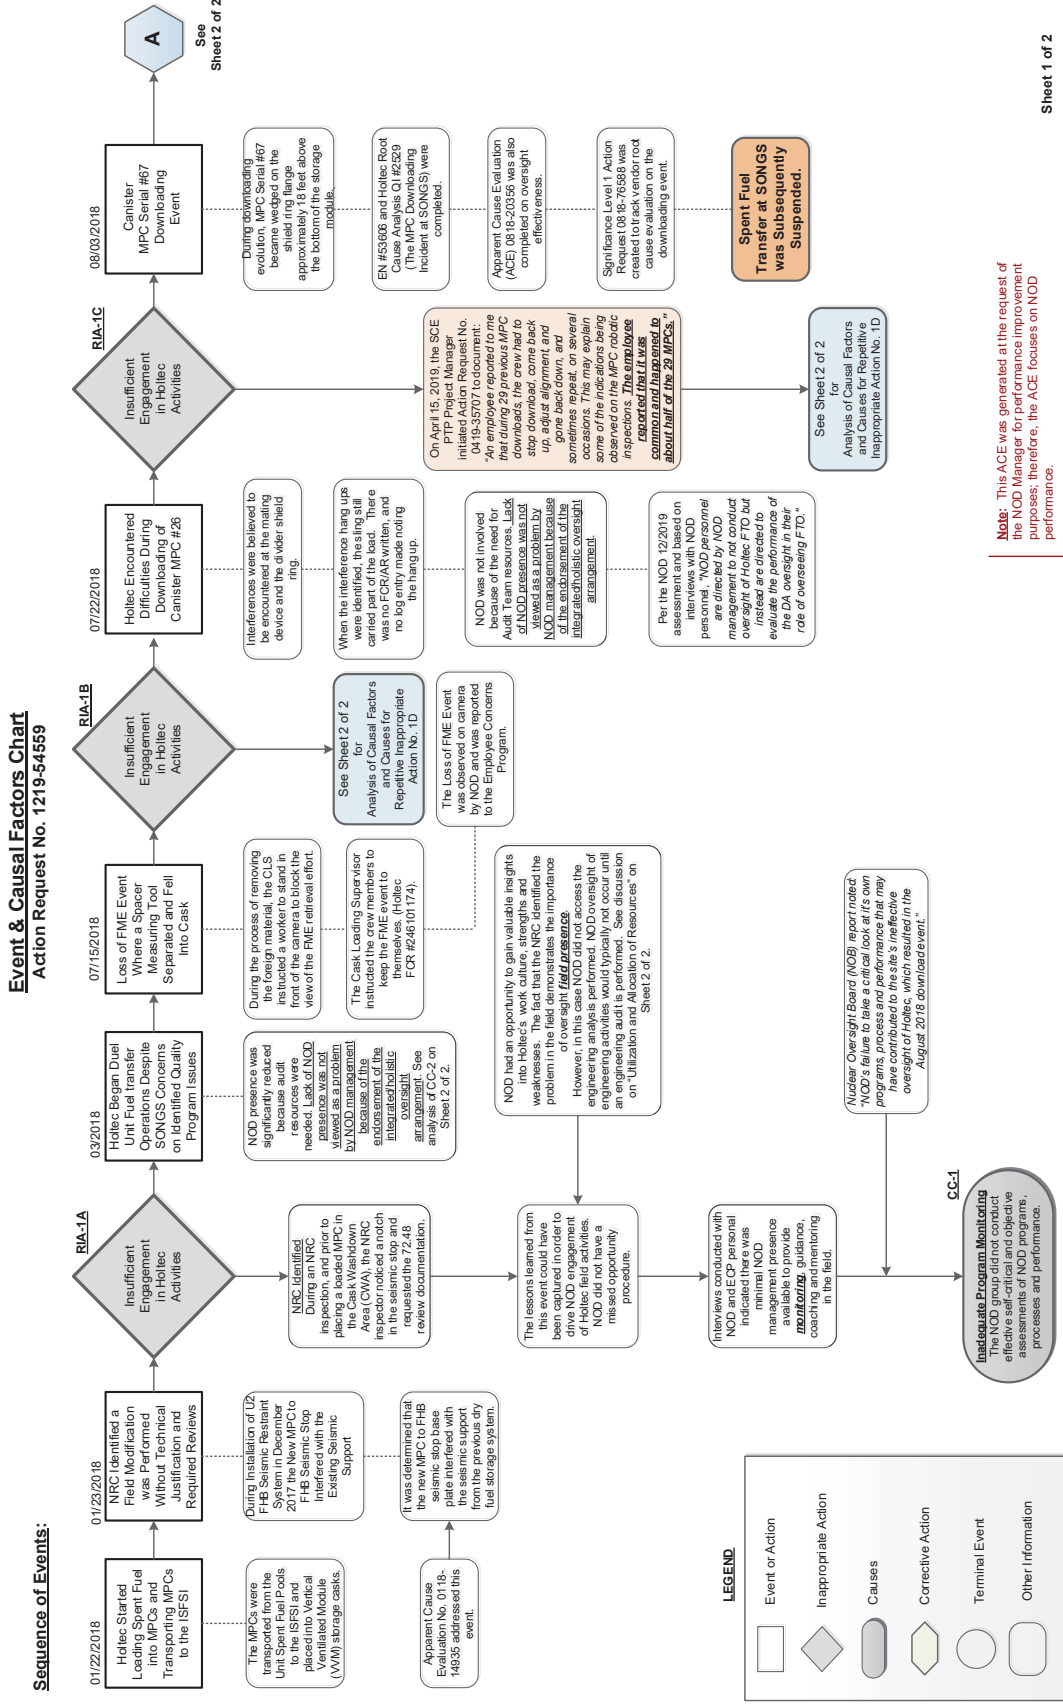 Event & Causal Factors Chart
Action Request No. 1219-54559
Sequence of Events:
01/22/2018
Holtec Started
Loading Spent Fuel
into MPCs and
Transporting MPCs
to the ISFSI
The MPCs were
transported from the
Unit Spent Fuel Pools
to the ISFSI and
placed into Vertical
Ventilated Module
(VVM) storage casks.
Apparent Cause
Evaluation No. 0118-
14935 addressed this
event.
01/23/2018
NRC Identified a
Field Modification
was Performed
Without Technical
Justification and
Required Reviews
During Installation of U2
FHB Seismic Restraint
System in December
2017 the New MPC to
FHB Seismic Stop
Interfered with the
Existing Seismic
Support
It was determined that
the new MPC to FHB
seismic stop base
plate interfered with
the seismic support
from the previous dry
fuel storage system.
RIA-1A
Insufficient
Engagement
in Holtec
Activities
NRC Identified
During an NRC
inspection, and prior to
placing a loaded MPC in
the Cask Washdown
Area (CWA), the NRC
inspector noticed a notch
in the seismic stop and
requested the 72.48
review documentation.
The lessons learned from
this event could have
been captured in order to
drive NOD engagement
of Holtec field activities.
NOD did not have a
missed opportunity
procedure.
Interviews conducted with
NOD and ECP personal
indicated there was
minimal NOD
management presence
available to provide
monitoring, guidance,
coaching and mentoring
in the field.
CC-1
Inadequate Program Monitoring
The NOD group did not conduct
effective self-critical and objective
assessments of NOD programs,
processes and performance.
03/2018
Holtec Began Duel
Unit Fuel transfer
Operations Despite
SONGS Concerns
on Identified Quality
Program Issues
NOD presence was
significantly reduced
because audit
resources were
needed. Lack of NOD
presence was not
viewed as a problem
by NOD management
because of the
endorsement of the
integrated/holistic
oversight
arrangement. See
analysis of CC-2 on
Sheet 2 of 2.
NOD had an opportunity to gain valuable insights
into Holtec's work culture, strengths and
weaknesses. The fact that the NRC identified the
problem in the field demonstrates the importance
of oversight field presence.
However, in this case NOD did not access the
engineering analysis performed. NOD oversight of
engineering activities would typically not occur until
an engineering audit is performed. See discussion
on "Utilization and Allocation of Resources" on
Sheet 2 of 2.
Nuclear Oversight Board (NOB) report noted:
"NOD's failure to take a critical look at it's own
programs, process and performance that may
have contributed to the site's ineffective
oversight of Holtec, which resulted in the
August 2018 download event."
07/15/2018
Loss of FME Event
Where a Spacer
Measuring Tool
Separated and Fell
Into Cask
During the process of removing
the foreign material, the CLS
instructed a worker to stand in
front of the camera to block the
view of the FME retrieval effort.
The Cask Loading Supervisor
instructed the crew members to
keep the FME event to
themselves. (Holtec
FCR #246101174).
The Loss of FME Event
was observed on camera
by NOD and was reported
to the Employee Concerns
Program.
RIA-1B
Insufficient
Engagement
in Holtec
Activities
See Sheet 2 of 2
for
Analysis of Causal Factors
and Causes for
Repetitive Inappropriate
Action No. 1D
07/22/2018
Holtec Encountered
Difficulties During
Downloading of
Canister MPC #26
Interferences were believed to
be encountered at the mating
device and the divider shield
ring.
When the interference hang ups
were identified, the sling still
carried part of the load. There
was no FCR/AR written, and
no log entry made noting
the hang up.
NOD was not involved
because of the need for
Audit Team resources. Lack
of NOD presence was not
viewed as a problem by
NOD management because
of the endorsement of the
integrated/holistic oversight
arrangement.
Per the NOD 12/2019
assessment and based on
interviews with NOD
personnel, "NOD personnel
are directed by NOD
management to not conduct
oversight of Holtec FTO but
instead are directed to
evaluate the performance of
the DA oversight in their
role of overseeing FTO."
RIA-1C
Insufficient
Engagement
in Holtec
Activities
On April 15, 2019, the SCE
PTP Project Manager
initiated Action Request No.
0419-35707 to document:
"An employee reported to me
that during 29 previous MPC
downloads, the crew had to
stop download, come back
up, adjust alignment, and
gone back down, and
sometimes repeat, on several
occasions. This may explain
some of the indications being
observed on the MPC robotic
inspections. The employee
reported that it was
common and happened to
about half of the 29 MPCs."
See Sheet 2 of 2
for
Analysis of Causal Factors
and Causes for Repetitive
Inappropriate Action No. 1D
08/03/2018
Canister
MPC Serial #67
Downloading
Event
During downloading
evolution, MPC Serial #67
became wedged on the
shield ring flange
approximately 18 feet above
the bottom of the storage
module.
EN #53606 and Holtec Root
Cause Analysis QI #2529
(The MPC Downloading
Incident at SONGS) were
completed.
Apparent Cause Evaluation
(ACE) 0818-20356 was also
completed on oversight
effectiveness.
Significance Level 1 Action
Request 0818-76588 was
created to track vendor root
cause evaluation on the
downloading event.
Spent Fuel
Transfer at SONGS
was Subsequently
Suspended.
A
See
Sheet 2 of 2
LEGEND
Event or Action
Inappropriate Action
Causes
Corrective Action
Terminal Event
Other Information
Note: This ACE was generated at the request of
the NOD Manager for performance improvement
purposes; therefore, the ACE focuses on NOD
performance.
Sheet 1 of 2